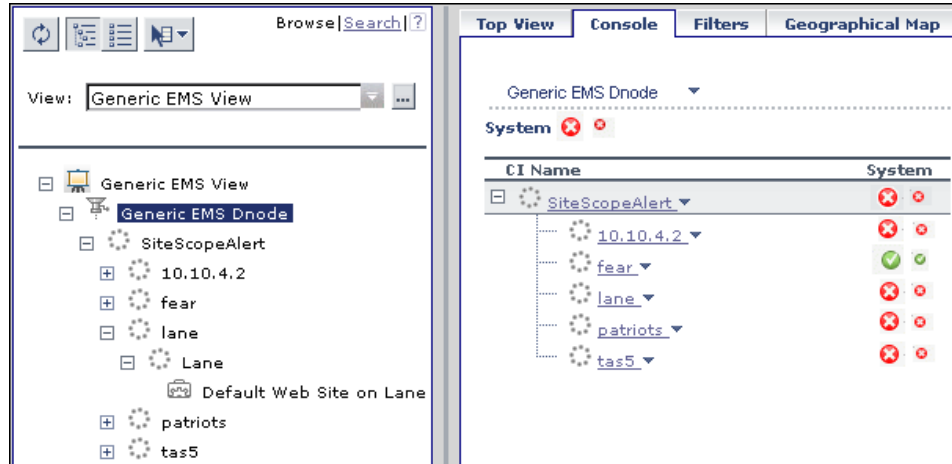 Browse|Search|?
View: Generic EMS View ...
Generic EMS View
Generic EMS Dnode
SiteScopeAlert
10.10.4.2
fear
lane
Lane
Default Web Site on Lane
patriots
tas5
Top View Console Filters Geographical Map
Generic EMS Dnode
System
CI Name System
SiteScopeAlert
10.10.4.2
fear
lane
patriots
tas5